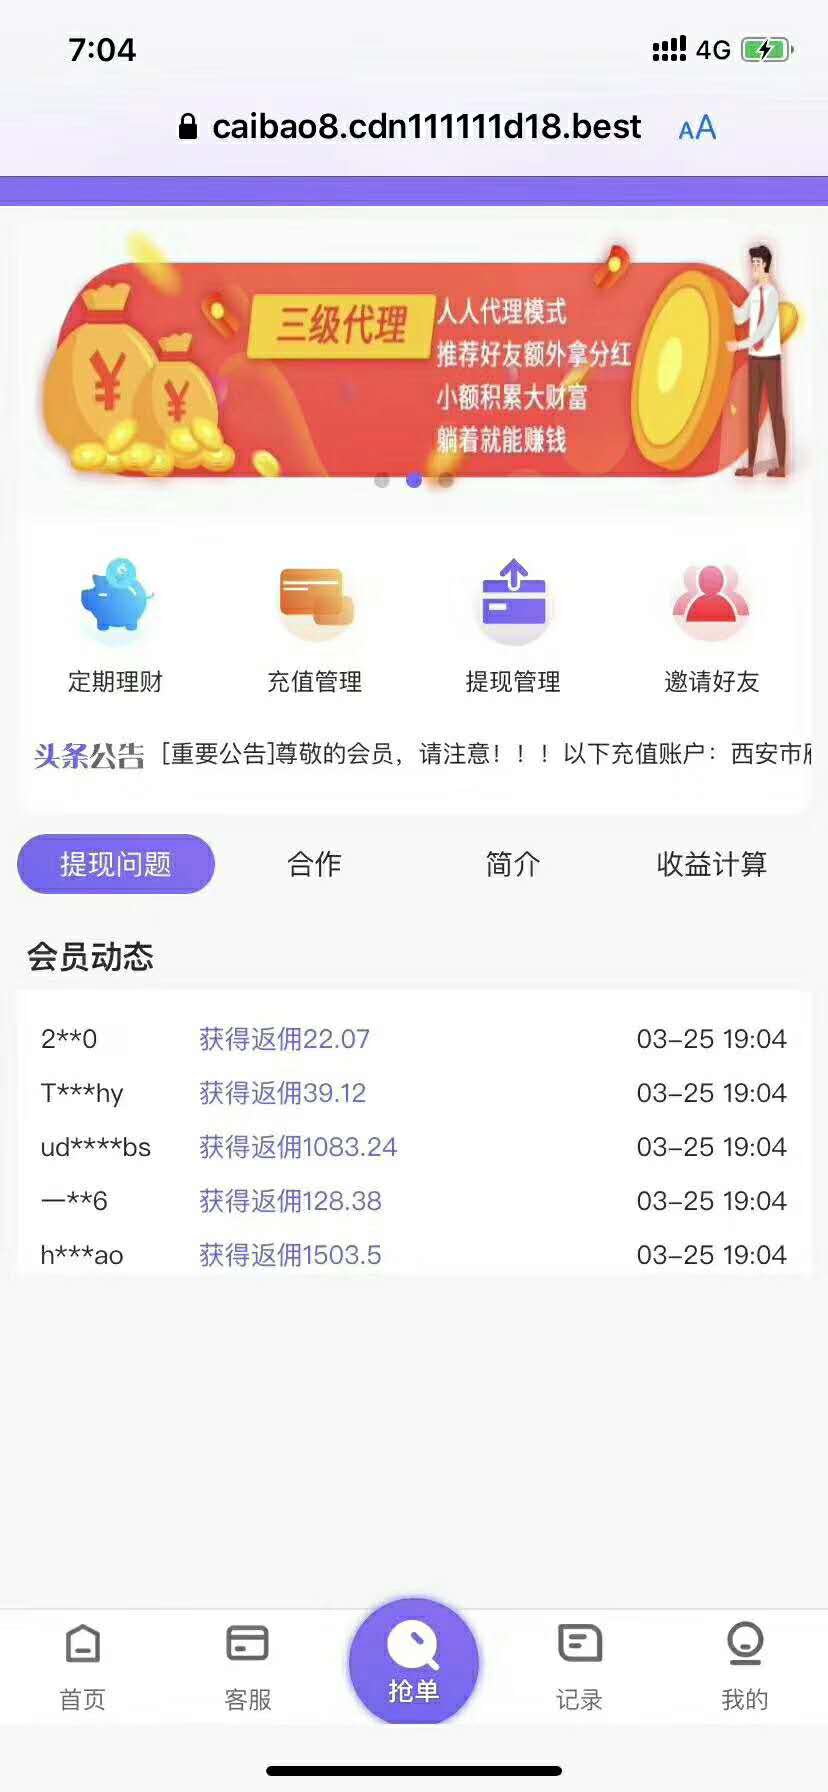 7:04
4G
caibao8.cdn111111d18.best
AA
三级代理
人人代理模式
推荐好友额外拿分红
小额积累大财富
躺着就能赚钱
¥ ¥
定期理财 充值管理 提现管理 邀请好友
头条公告 [重要公告]尊敬的会员，请注意！！！以下充值账户：西安市
提现问题 合作 简介 收益计算
会员动态
2**0 获得返佣22.07 03-25 19:04
T***hy 获得返佣39.12 03-25 19:04
ud****bs 获得返佣1083.24 03-25 19:04
一**6 获得返佣128.38 03-25 19:04
h***ao 获得返佣1503.5 03-25 19:04
首页 客服 抢单 记录 我的